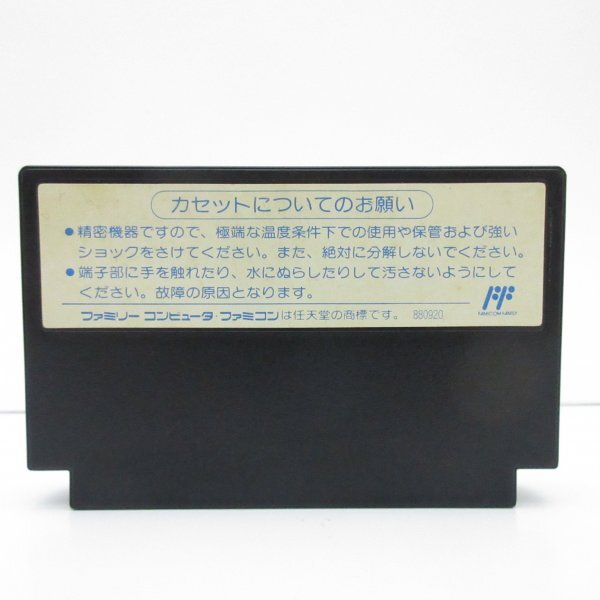 カセットについてのお願い
●精密機器ですので、極端な温度条件下での使用や保管および強い
ショックをさけてください。また、絶対に分解しないでください。
●端子部に手を触れたり、水にぬらしたりして汚さないようにして
ください。故障の原因となります。
ファミリー コンピュータ・ファミコンは任天堂の商標です。 880920
FAMICOM FAMILY